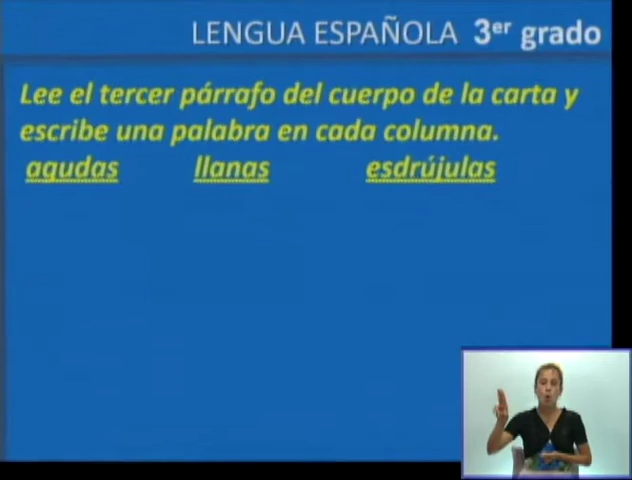 LENGUA ESPAÑOLA 3er grado
Lee el tercer párrafo del cuerpo de la carta y
escribe una palabra en cada columna.
agudas llanas esdrújulas